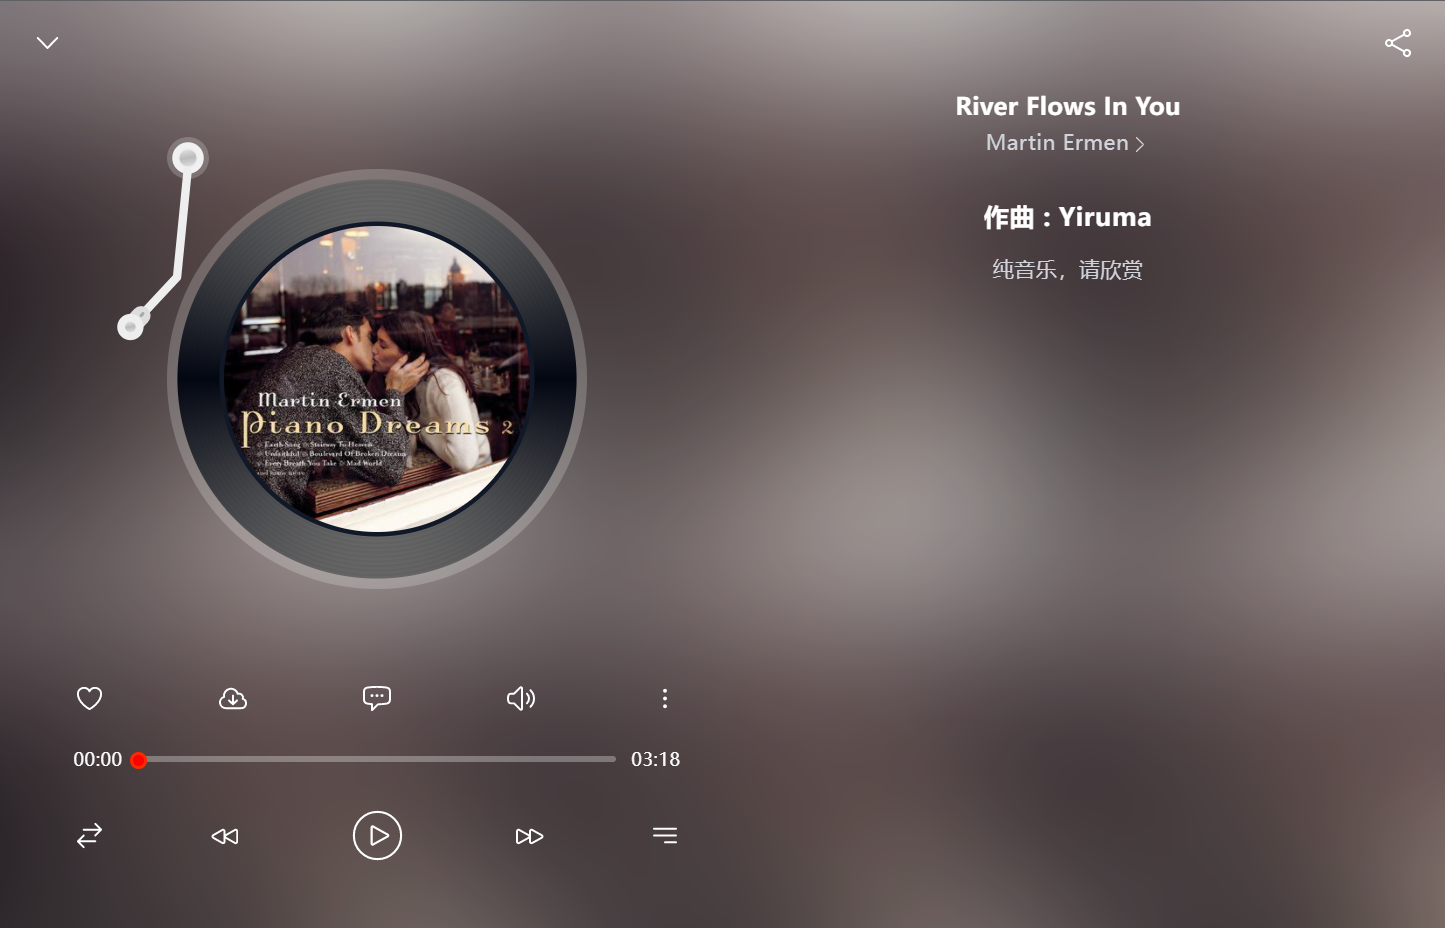 River Flows In You
Martin Ermen
作曲：Yiruma
纯音乐，请欣赏
Martin Ermen
Piano Dreams 2
Earth Song Stairway To Heaven
Unfaithful Boulevard Of Broken Dreams
Every Breath You Take Mad World
00:00
03:18